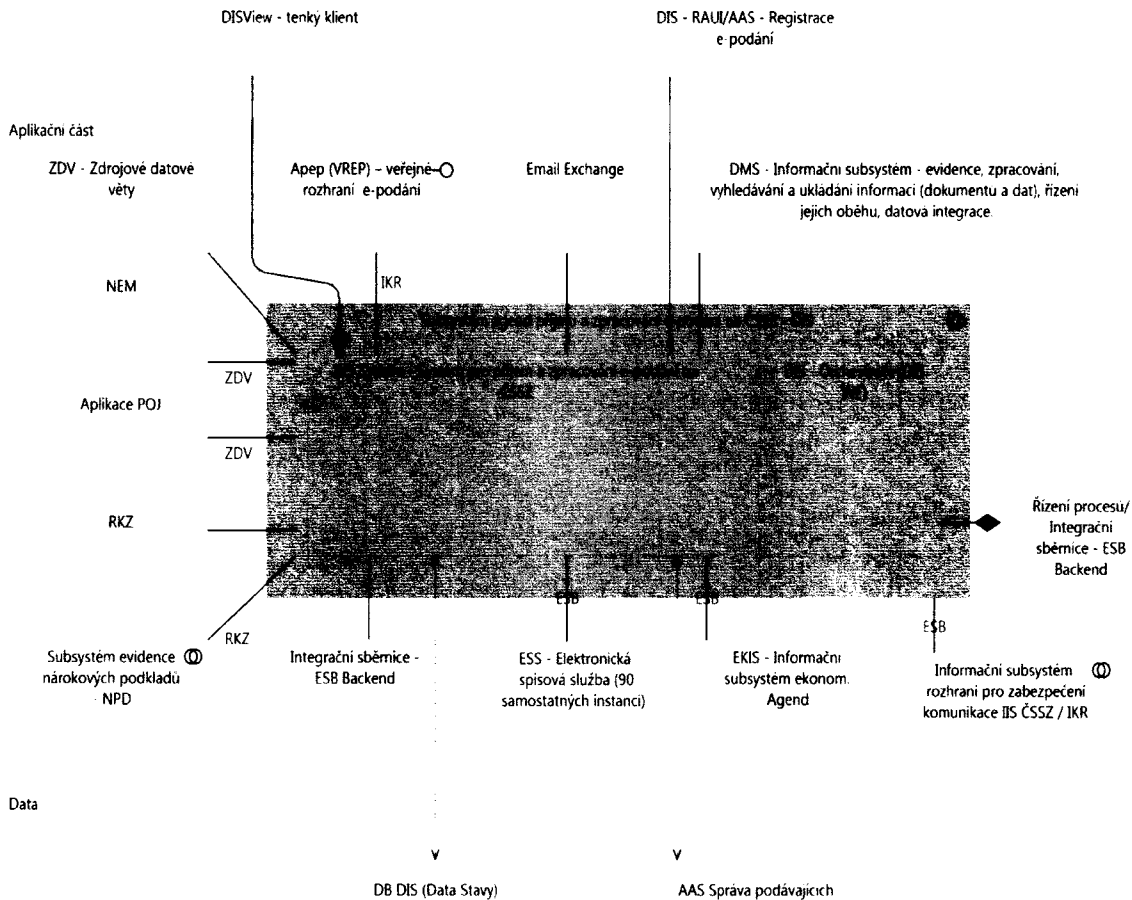 DISView - tenký klient
DIS - RAUI/AAS - Registrace
e-podání
Aplikační část
ZDV - Zdrojové datové
věty
Apep (VREP) – veřejné
rozhraní e-podání
Email Exchange
DMS - Informační subsystém - evidence, zpracování,
vyhledávání a ukládání informací (dokumentu a dat), řízení
jejich oběhu, datová integrace.
NEM
IKR
ZDV
ČSSZ
Aplikace POJ
ZDV
RKZ
Řízení procesů/
Integrační
sběrnice - ESB
Backend
ESB
ESB
ESB
RKZ
Subsystém evidence
nárokových podkladů
- NPD
Integrační sběrnice -
ESB Backend
ESS - Elektronická
spisová služba (90
samostatných instancí)
EKIS - Informační
subsystém ekonom.
Agend
Informační subsystém
rozhraní pro zabezpečení
komunikace IIS ČSSZ / IKR
Data
DB DIS (Data Stavy)
AAS Správa podávajících